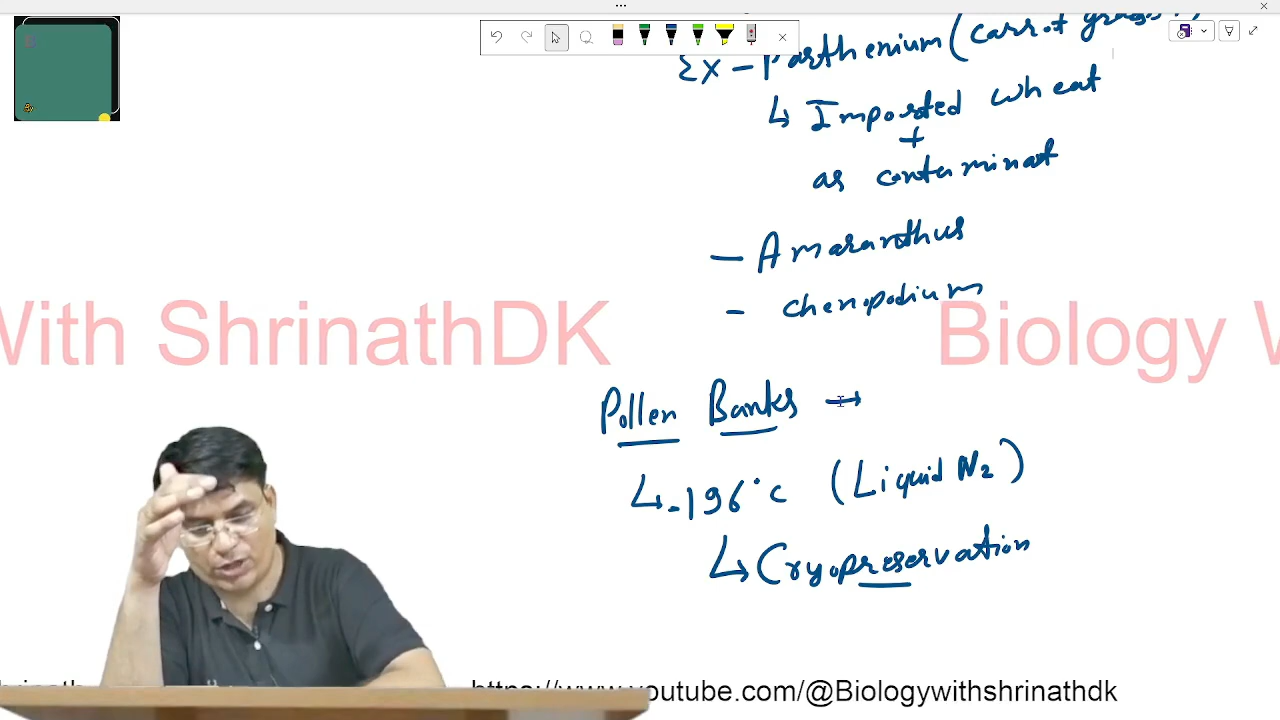 Ex - Parthenium (carrot grass)
↳ Imported wheat
+
as contaminat
- Amaranthus
- chenopodium
With ShrinathDK
Biology W
Pollen Banks →
↳ -196°C (Liquid N2)
↳ Cryopreservation
https://www.youtube.com/@Biologywithshrinathdk